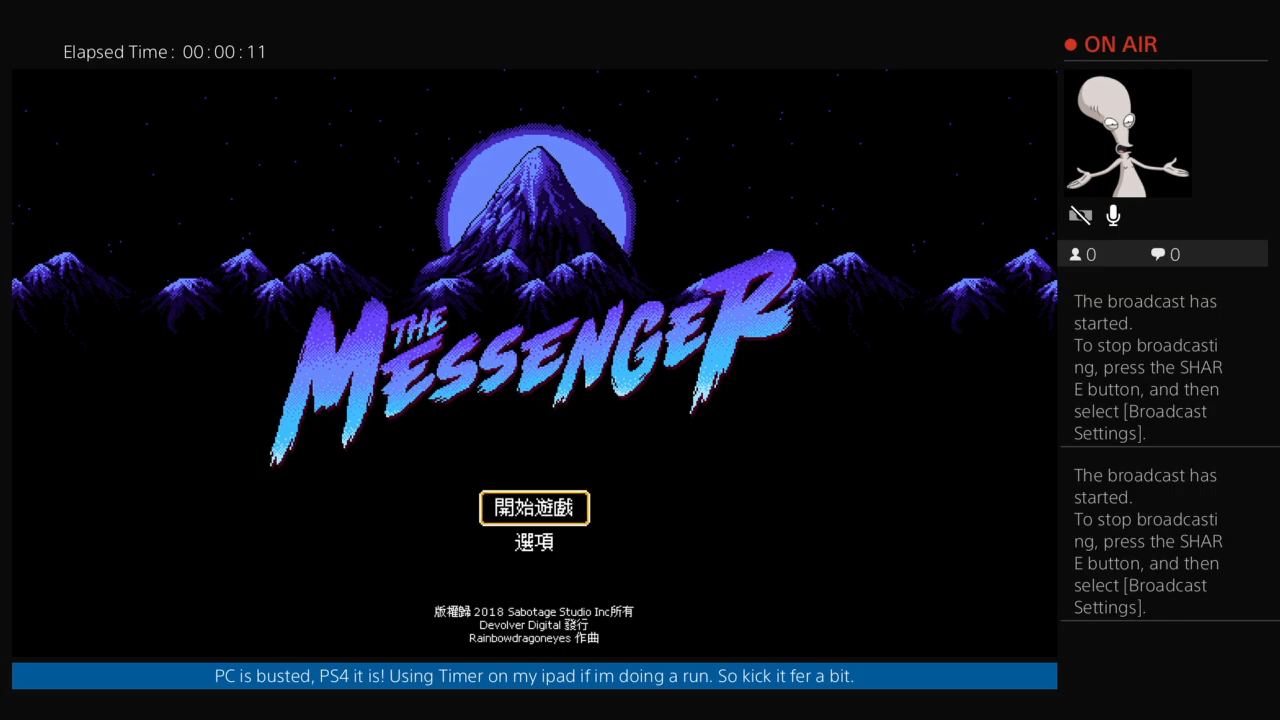 Elapsed Time: 00:00:11
ON AIR
0 0
THE
MESSENGER
開始遊戲
選項
版權歸 2018 Sabotage Studio Inc所有
Devolver Digital 發行
Rainbowdragoneyes 作曲
The broadcast has
started.
To stop broadcasti
ng, press the SHAR
E button, and then
select [Broadcast
Settings].
The broadcast has
started.
To stop broadcasti
ng, press the SHAR
E button, and then
select [Broadcast
Settings].
PC is busted, PS4 it is! Using Timer on my ipad if im doing a run. So kick it fer a bit.